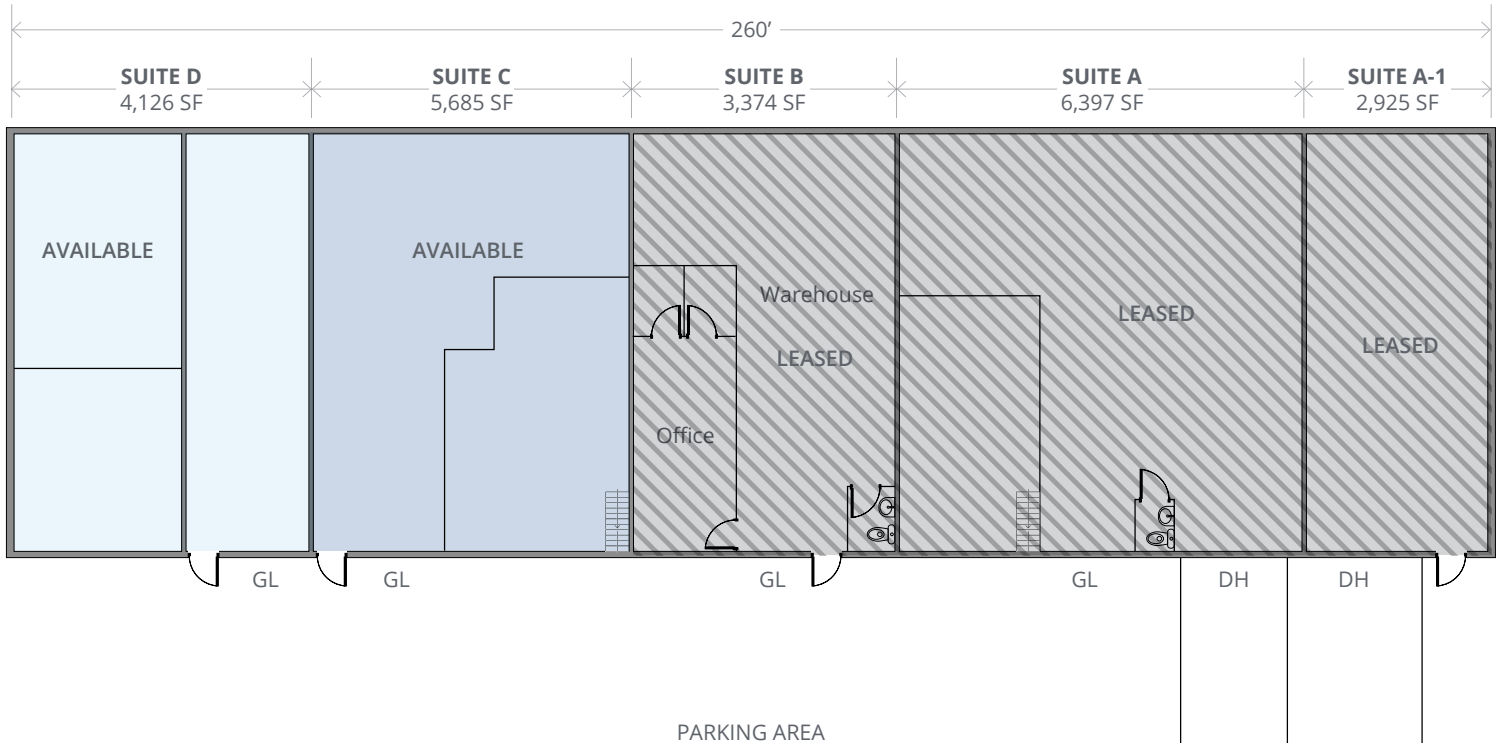 260’
SUITE D
4,126 SF
SUITE C
5,685 SF
SUITE B
3,374 SF
SUITE A
6,397 SF
SUITE A-1
2,925 SF
AVAILABLE
AVAILABLE
Warehouse
LEASED
LEASED
LEASED
Office
GL
GL
GL
GL
DH
DH
PARKING AREA